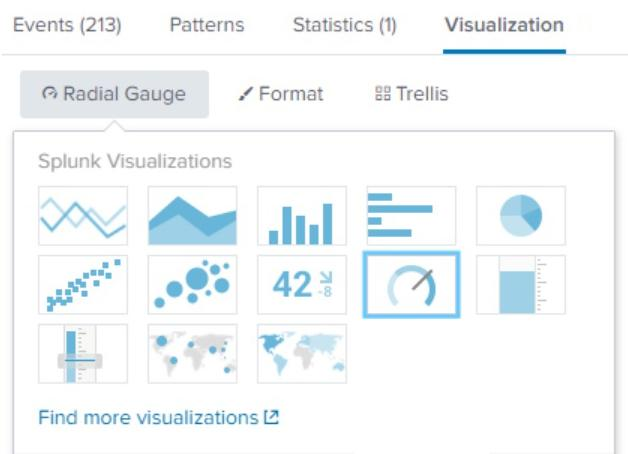 Events (213) Patterns Statistics (1) Visualization
Radial Gauge Format Trellis
Splunk Visualizations
42 -8
Find more visualizations